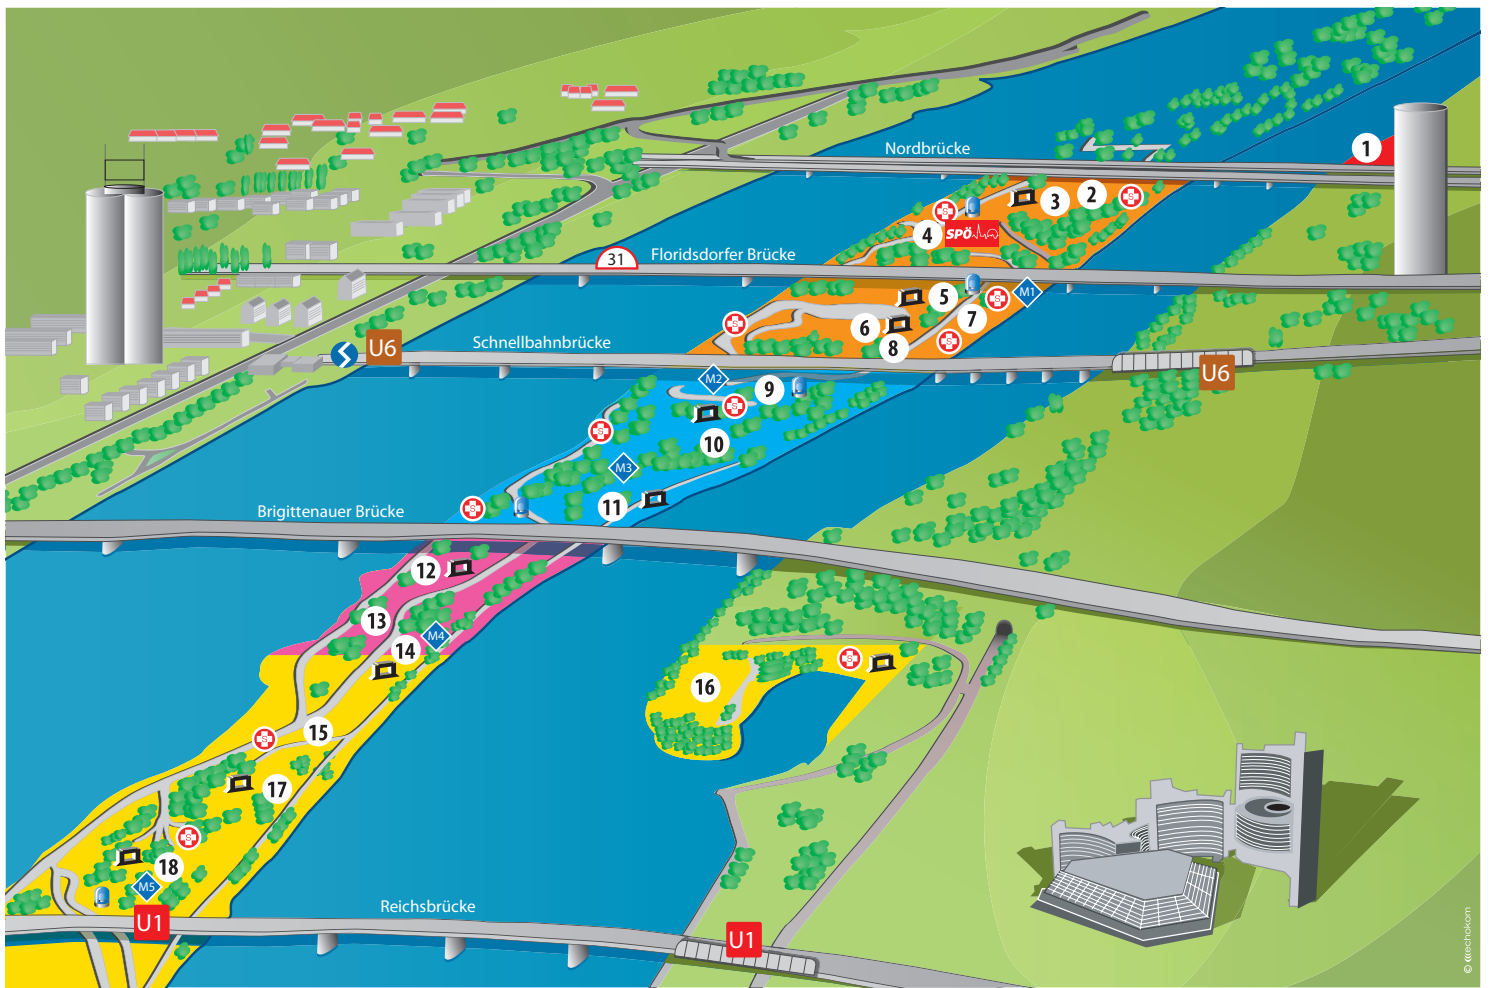 Nordbrücke
1
2
3
4
SPÖ
31
Floridsdorfer Brücke
5
M1
6
7
8
Schnellbahnbrücke
U6
U6
M2
9
10
M3
11
Brigittenauer Brücke
12
13
14
M4
15
16
17
18
M5
U1
Reichsbrücke
U1
S
S
S
S
S
S
S
S
S
S
S
S
© echokom